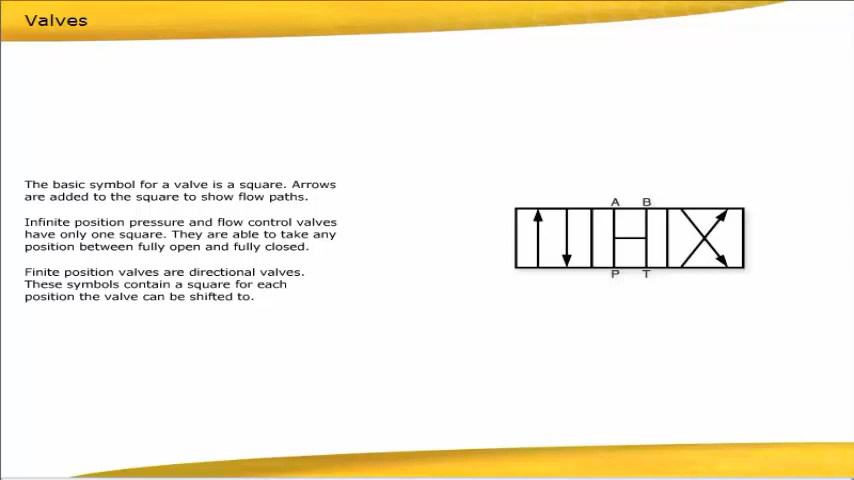 Valves
The basic symbol for a valve is a square. Arrows
are added to the square to show flow paths.
Infinite position pressure and flow control valves
have only one square. They are able to take any
position between fully open and fully closed.
Finite position valves are directional valves.
These symbols contain a square for each
position the valve can be shifted to.
A B
P T